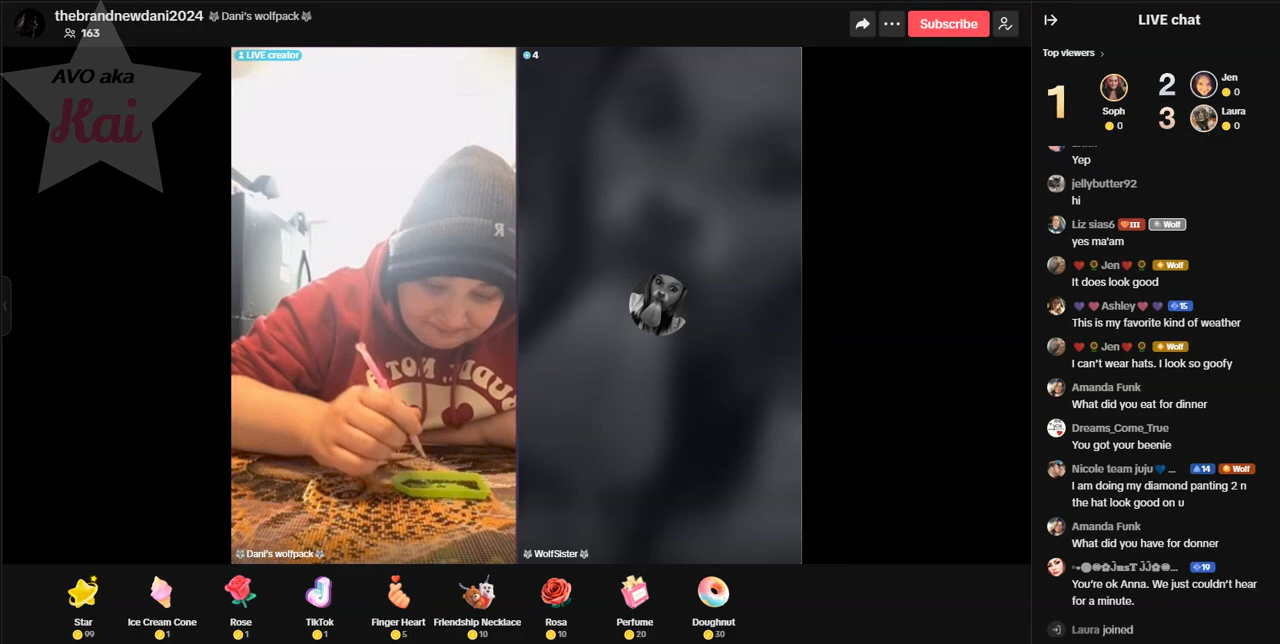 thebrandnewdani2024 🐺Dani's wolfpack🐺
163
AVO aka
Kai
Subscribe
LIVE creator
4
R
NOT
Dani's wolfpack
WolfSister
Star
99
Ice Cream Cone
1
Rose
1
TikTok
1
Finger Heart
5
Friendship Necklace
10
Rosa
10
Perfume
20
Doughnut
30
LIVE chat
Top viewers
1
Soph
0
2
Jen
0
3
Laura
0
Yep
jellybutter92
hi
Liz sias6 III Wolf
yes ma'am
❤️🌻Jen❤️🌻 Wolf
It does look good
💜💗Ashley💗💜 15
This is my favorite kind of weather
❤️🌻Jen❤️🌻 Wolf
I can't wear hats. I look so goofy
Amanda Funk
What did you eat for dinner
Dreams_Come_True
You got your beenie
Nicole team juju💙... 14 Wolf
I am doing my diamond panting 2 n
the hat look good on u
Amanda Funk
What did you have for donner
19
You're ok Anna. We just couldn't hear
for a minute.
Laura joined